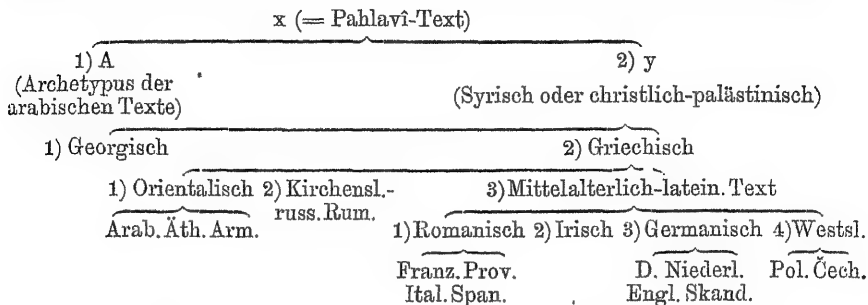 x (= Pahlavî-Text)
1) A 2) y
(Archetypus der
arabischen Texte) (Syrisch oder christlich-palästinisch)
1) Georgisch 2) Griechisch
1) Orientalisch 2) Kirchensl.- 3) Mittelalterlich-latein. Text
russ. Rum.
Arab. Äth. Arm. 1) Romanisch 2) Irisch 3) Germanisch 4) Westsl.
Franz. Prov. D. Niederl. Pol. Čech.
Ital. Span. Engl. Skand.